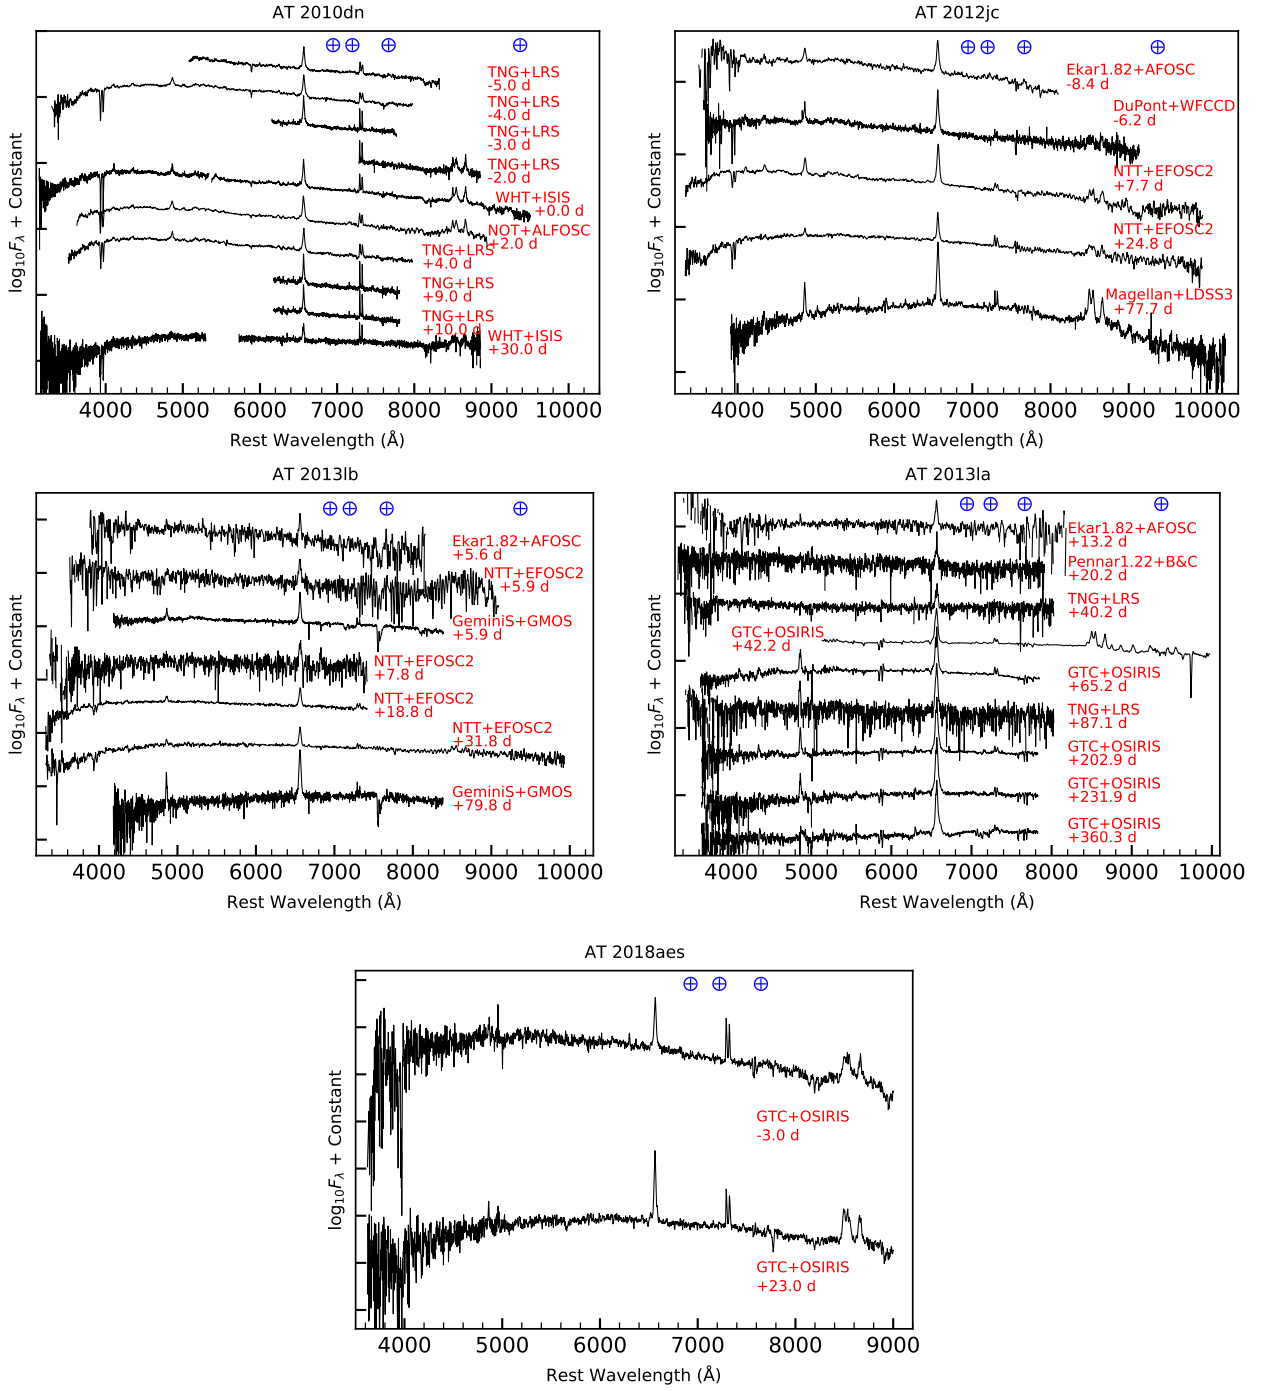 AT 2010dn
log₁₀Fλ + Constant
TNG+LRS
-5.0 d
TNG+LRS
-4.0 d
TNG+LRS
-3.0 d
TNG+LRS
-2.0 d
WHT+ISIS
+0.0 d
NOT+ALFOSC
+2.0 d
TNG+LRS
+4.0 d
TNG+LRS
+9.0 d
TNG+LRS
+10.0 d
WHT+ISIS
+30.0 d
4000 5000 6000 7000 8000 9000 10000
Rest Wavelength (Å)
AT 2012jc
log₁₀Fλ + Constant
Ekar1.82+AFOSC
-8.4 d
DuPont+WFCCD
-6.2 d
NTT+EFOSC2
+7.7 d
NTT+EFOSC2
+24.8 d
Magellan+LDSS3
+77.7 d
4000 5000 6000 7000 8000 9000 10000
Rest Wavelength (Å)
AT 2013lb
log₁₀Fλ + Constant
Ekar1.82+AFOSC
+5.6 d
NTT+EFOSC2
+5.9 d
GeminiS+GMOS
+5.9 d
NTT+EFOSC2
+7.8 d
NTT+EFOSC2
+18.8 d
NTT+EFOSC2
+31.8 d
GeminiS+GMOS
+79.8 d
4000 5000 6000 7000 8000 9000 10000
Rest Wavelength (Å)
AT 2013la
log₁₀Fλ + Constant
Ekar1.82+AFOSC
+13.2 d
Pennar1.22+B&C
+20.2 d
TNG+LRS
+40.2 d
GTC+OSIRIS
+42.2 d
GTC+OSIRIS
+65.2 d
TNG+LRS
+87.1 d
GTC+OSIRIS
+202.9 d
GTC+OSIRIS
+231.9 d
GTC+OSIRIS
+360.3 d
4000 5000 6000 7000 8000 9000 10000
Rest Wavelength (Å)
AT 2018aes
log₁₀Fλ + Constant
GTC+OSIRIS
-3.0 d
GTC+OSIRIS
+23.0 d
4000 5000 6000 7000 8000 9000
Rest Wavelength (Å)